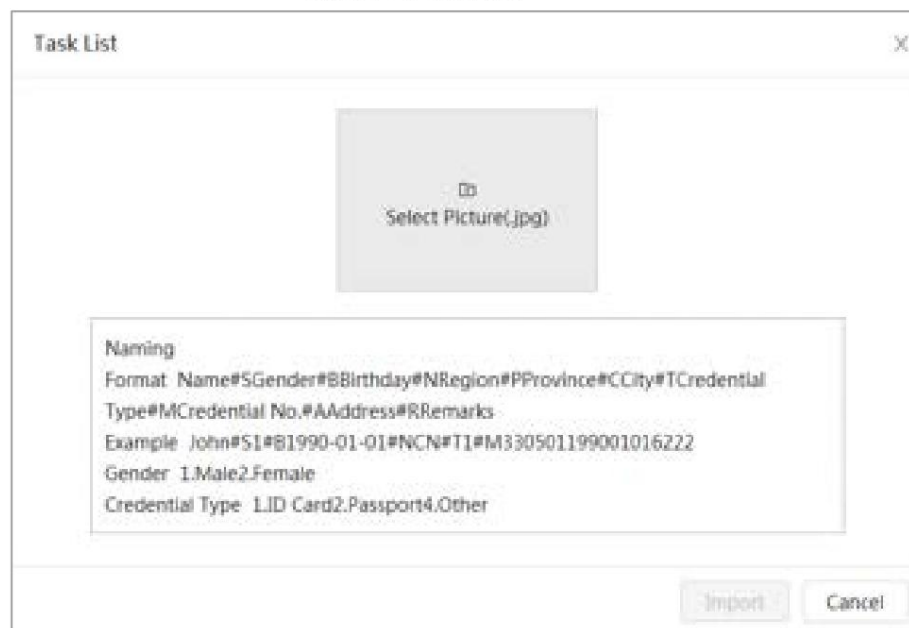 Task List
Select Picture(.jpg)
Naming
Format Name#SGender#BBirthday#NRegion#PProvince#CCity#TCredential
Type#MCredential No.#AAddress#RRemarks
Example John#S1#B1990-01-01#NCN#T1#M330501199001016222
Gender 1.Male2.Female
Credential Type 1.ID Card2.Passport4.Other
Import
Cancel